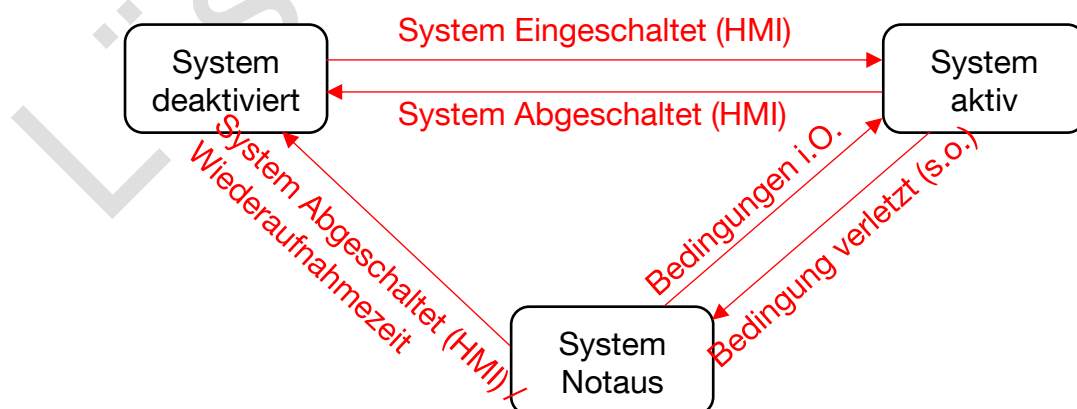 System Eingeschaltet (HMI)
System
deaktiviert
System
aktiv
System Abgeschaltet (HMI)
System Abgeschaltet (HMI) /
Wiederaufnahmezeit
Bedingungen i.O.
Bedingung verletzt (s.o.)
System
Notaus